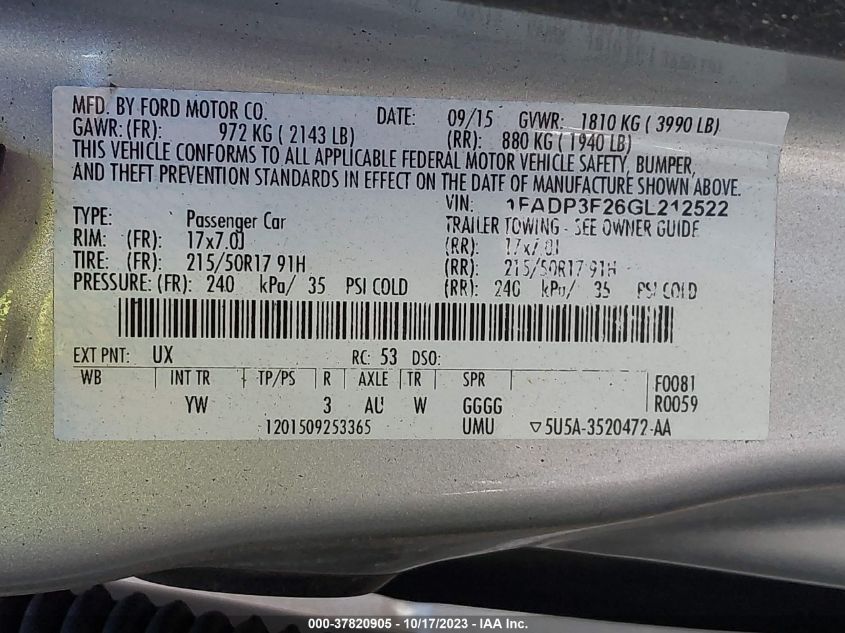 MFD. BY FORD MOTOR CO. DATE: 09/15 GVWR: 1810 KG ( 3990 LB)
GAWR: (FR): 972 KG ( 2143 LB) (RR): 880 KG ( 1940 LB)
THIS VEHICLE CONFORMS TO ALL APPLICABLE FEDERAL MOTOR VEHICLE SAFETY, BUMPER,
AND THEFT PREVENTION STANDARDS IN EFFECT ON THE DATE OF MANUFACTURE SHOWN ABOVE.
VIN: 1FADP3F26GL212522
TYPE: Passenger Car TRAILER TOWING - SEE OWNER GUIDE
RIM: (FR): 17x7.0J (RR): 17x7.0J
TIRE: (FR): 215/50R17 91H (RR): 215/50R17 91H
PRESSURE: (FR): 240 kPa/ 35 PSI COLD (RR): 240 kPa/ 35 PSI COLD
EXT PNT: UX RC: 53 DSO:
WB INT TR TP/PS R AXLE TR SPR F0081
YW 3 AU W GGGG R0059
1201509253365 UMU ▽5U5A-3520472-AA
000-37820905 - 10/17/2023 - IAA Inc.